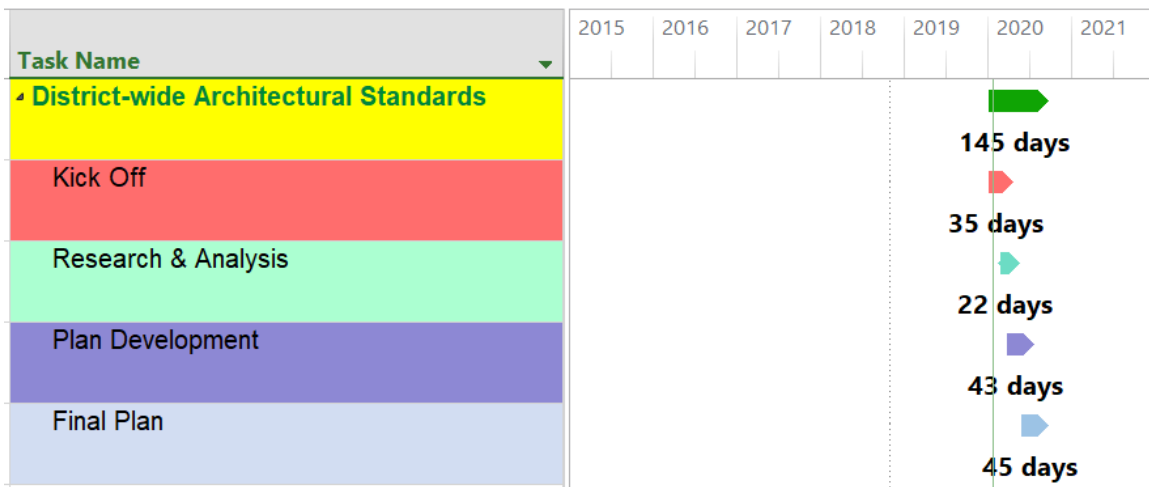 2015 2016 2017 2018 2019 2020 2021
Task Name
District-wide Architectural Standards
145 days
Kick Off
35 days
Research & Analysis
22 days
Plan Development
43 days
Final Plan
45 days